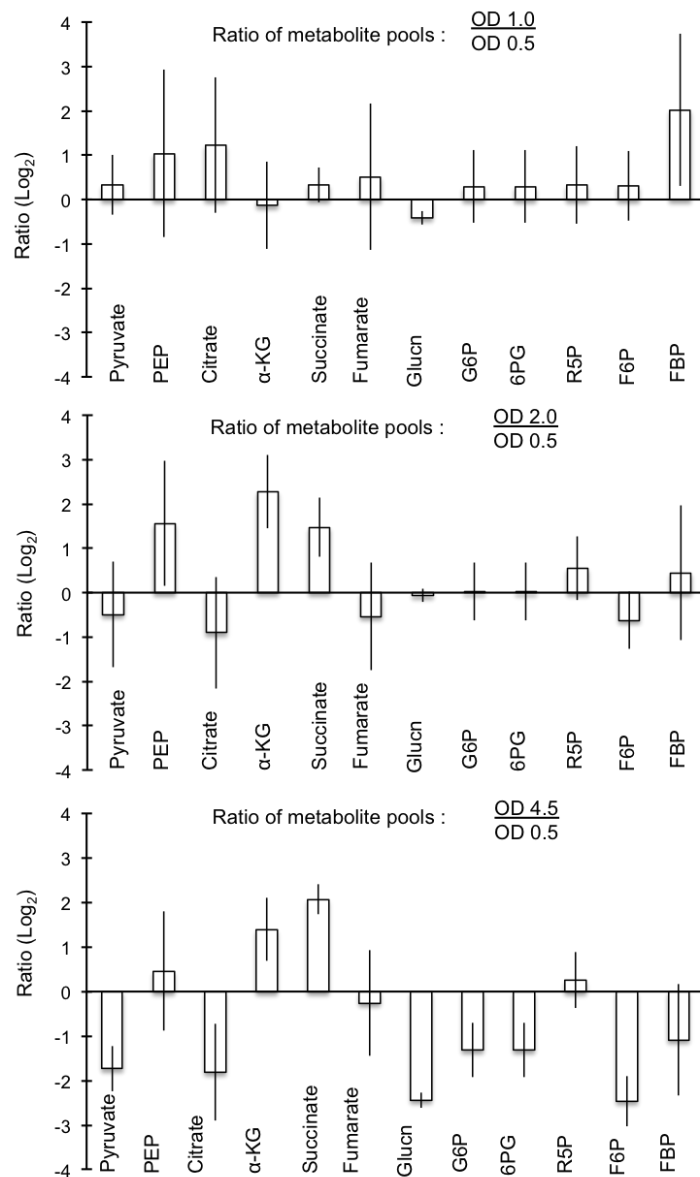 Ratio of metabolite pools : OD 1.0
OD 0.5
Ratio (Log2)
4
3
2
1
0
-1
-2
-3
-4
Pyruvate PEP Citrate α-KG Succinate Fumarate Glucn G6P 6PG R5P F6P FBP
Ratio of metabolite pools : OD 2.0
OD 0.5
Ratio (Log2)
4
3
2
1
0
-1
-2
-3
-4
Pyruvate PEP Citrate α-KG Succinate Fumarate Glucn G6P 6PG R5P F6P FBP
Ratio of metabolite pools : OD 4.5
OD 0.5
Ratio (Log2)
4
3
2
1
0
-1
-2
-3
-4
Pyruvate PEP Citrate α-KG Succinate Fumarate Glucn G6P 6PG R5P F6P FBP